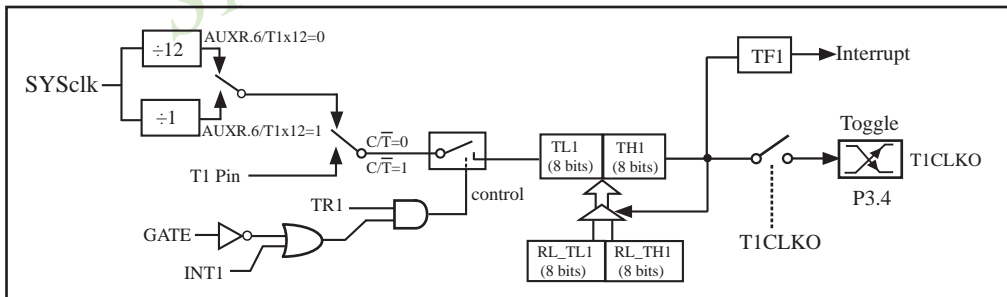 ÷12
AUXR.6/T1x12=0
SYSclk
÷1
AUXR.6/T1x12=1
C/T̅=0
C/T̅=1
T1 Pin
control
TR1
GATE
INT1
TL1
(8 bits)
TH1
(8 bits)
RL_TL1
(8 bits)
RL_TH1
(8 bits)
TF1
Interrupt
Toggle
T1CLKO
P3.4
T1CLKO